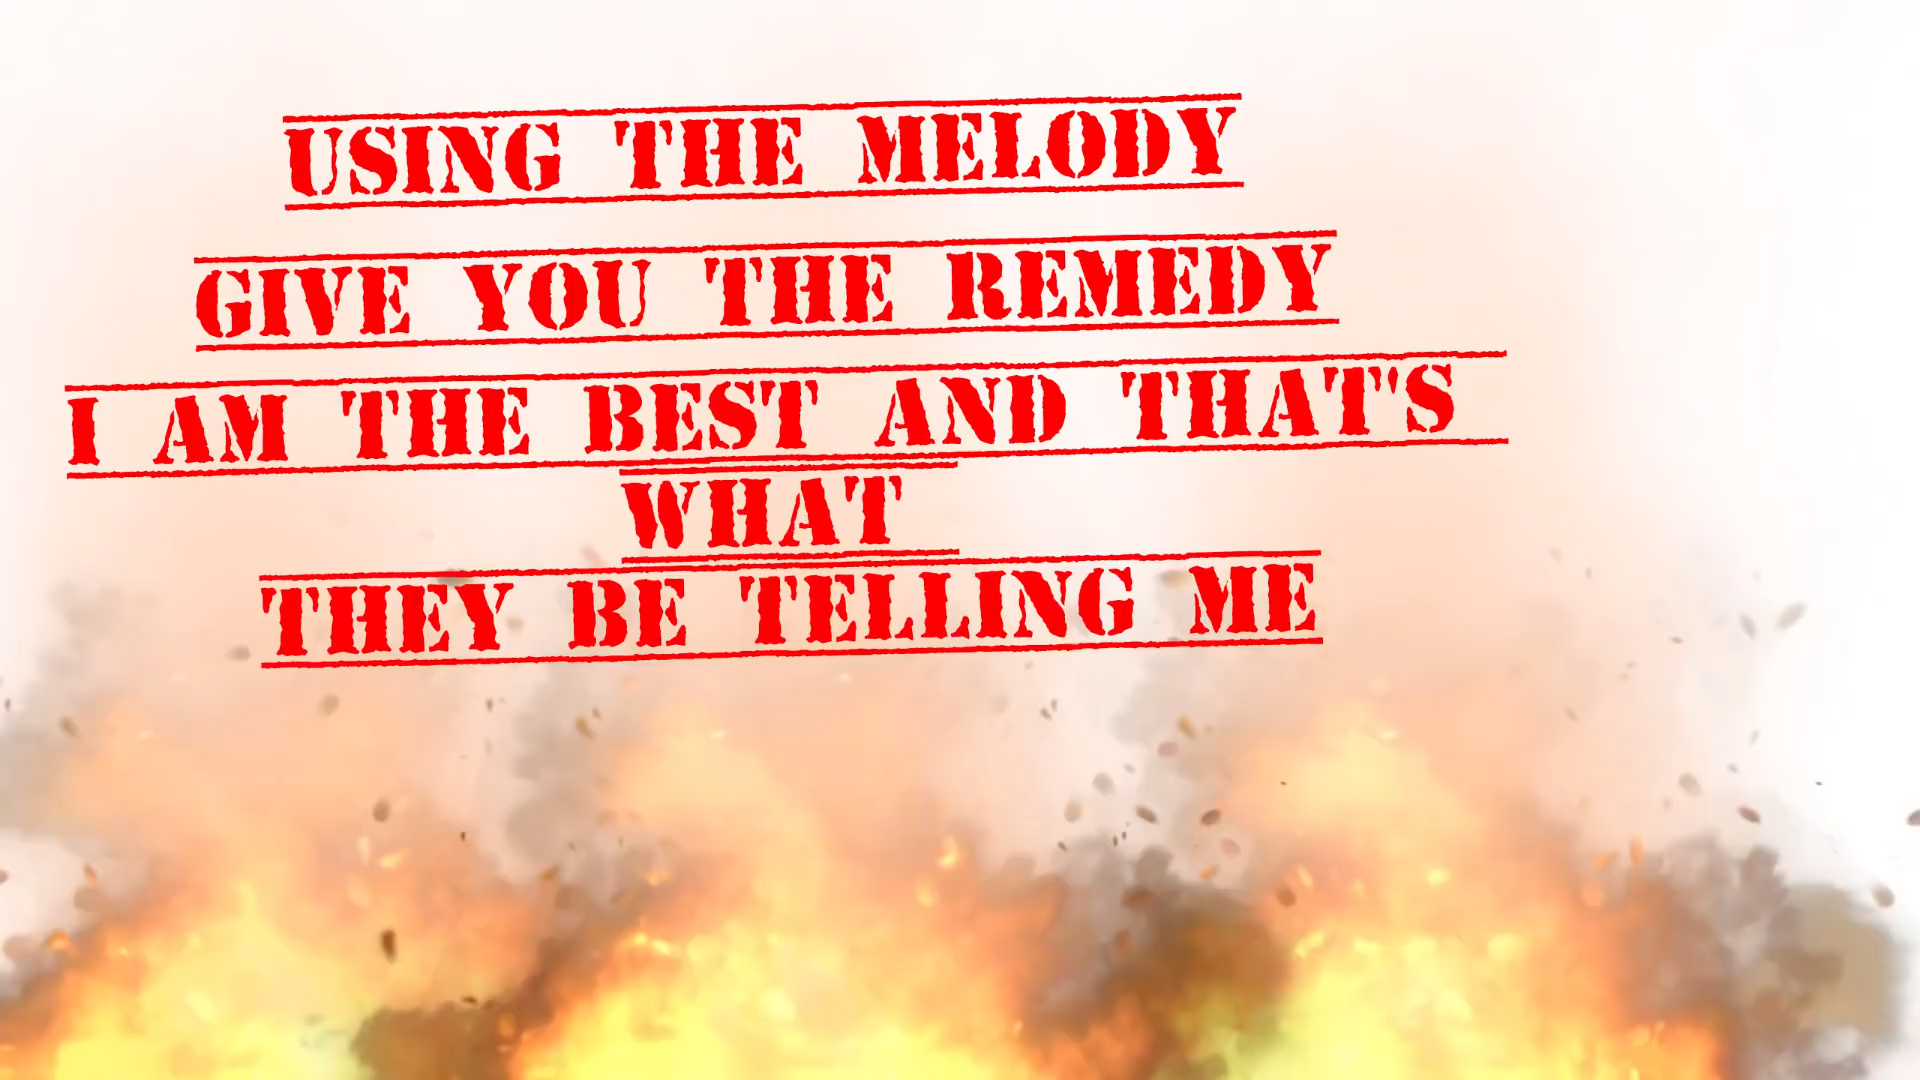 USING THE MELODY
GIVE YOU THE REMEDY
I AM THE BEST AND THAT'S
WHAT
THEY BE TELLING ME